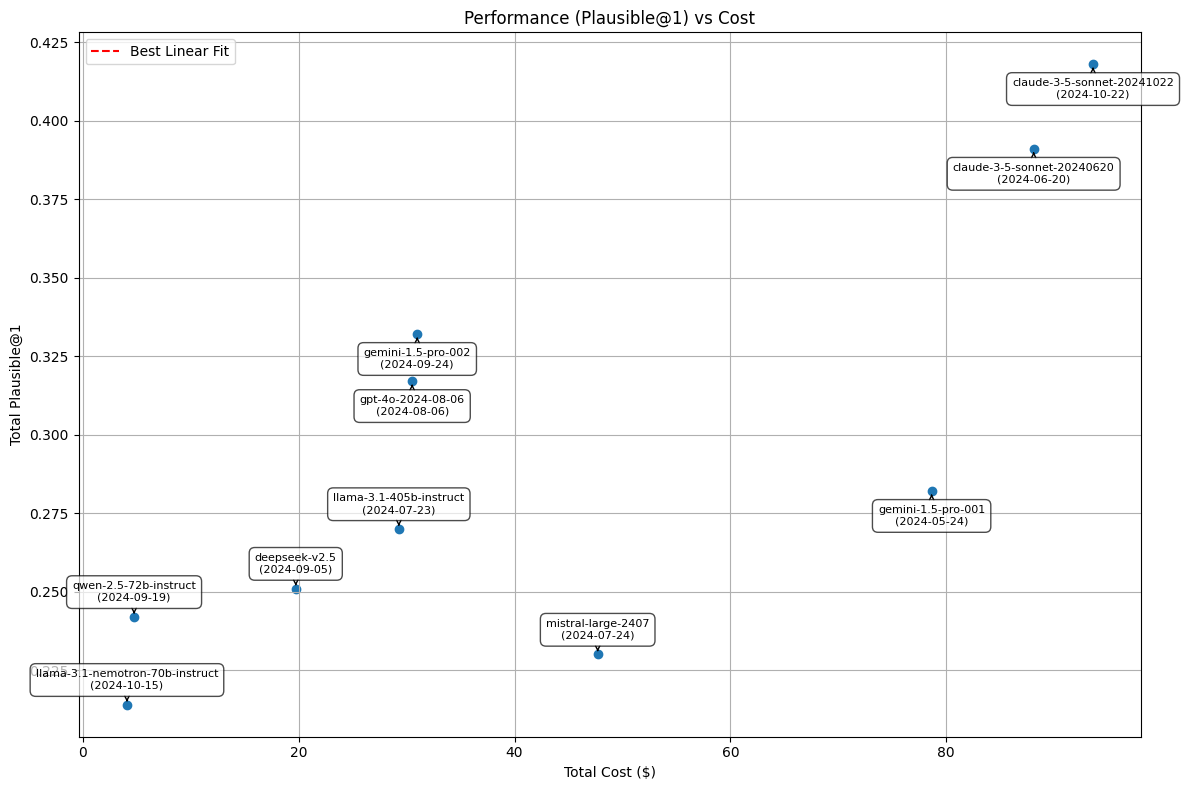 Performance (Plausible@1) vs Cost
Best Linear Fit
Total Plausible@1
0.425
0.400
0.375
0.350
0.325
0.300
0.275
0.250
0.225
claude-3-5-sonnet-20241022
(2024-10-22)
claude-3-5-sonnet-20240620
(2024-06-20)
gemini-1.5-pro-002
(2024-09-24)
gpt-4o-2024-08-06
(2024-08-06)
llama-3.1-405b-instruct
(2024-07-23)
gemini-1.5-pro-001
(2024-05-24)
deepseek-v2.5
(2024-09-05)
qwen-2.5-72b-instruct
(2024-09-19)
mistral-large-2407
(2024-07-24)
llama-3.1-nemotron-70b-instruct
(2024-10-15)
0
20
40
60
80
Total Cost ($)